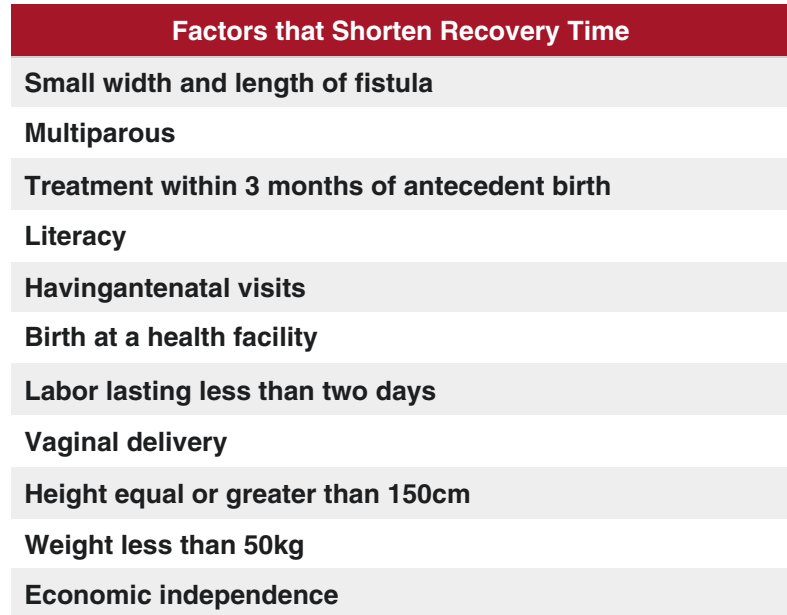 Factors that Shorten Recovery Time
Small width and length of fistula
Multiparous
Treatment within 3 months of antecedent birth
Literacy
Havingantenatal visits
Birth at a health facility
Labor lasting less than two days
Vaginal delivery
Height equal or greater than 150cm
Weight less than 50kg
Economic independence